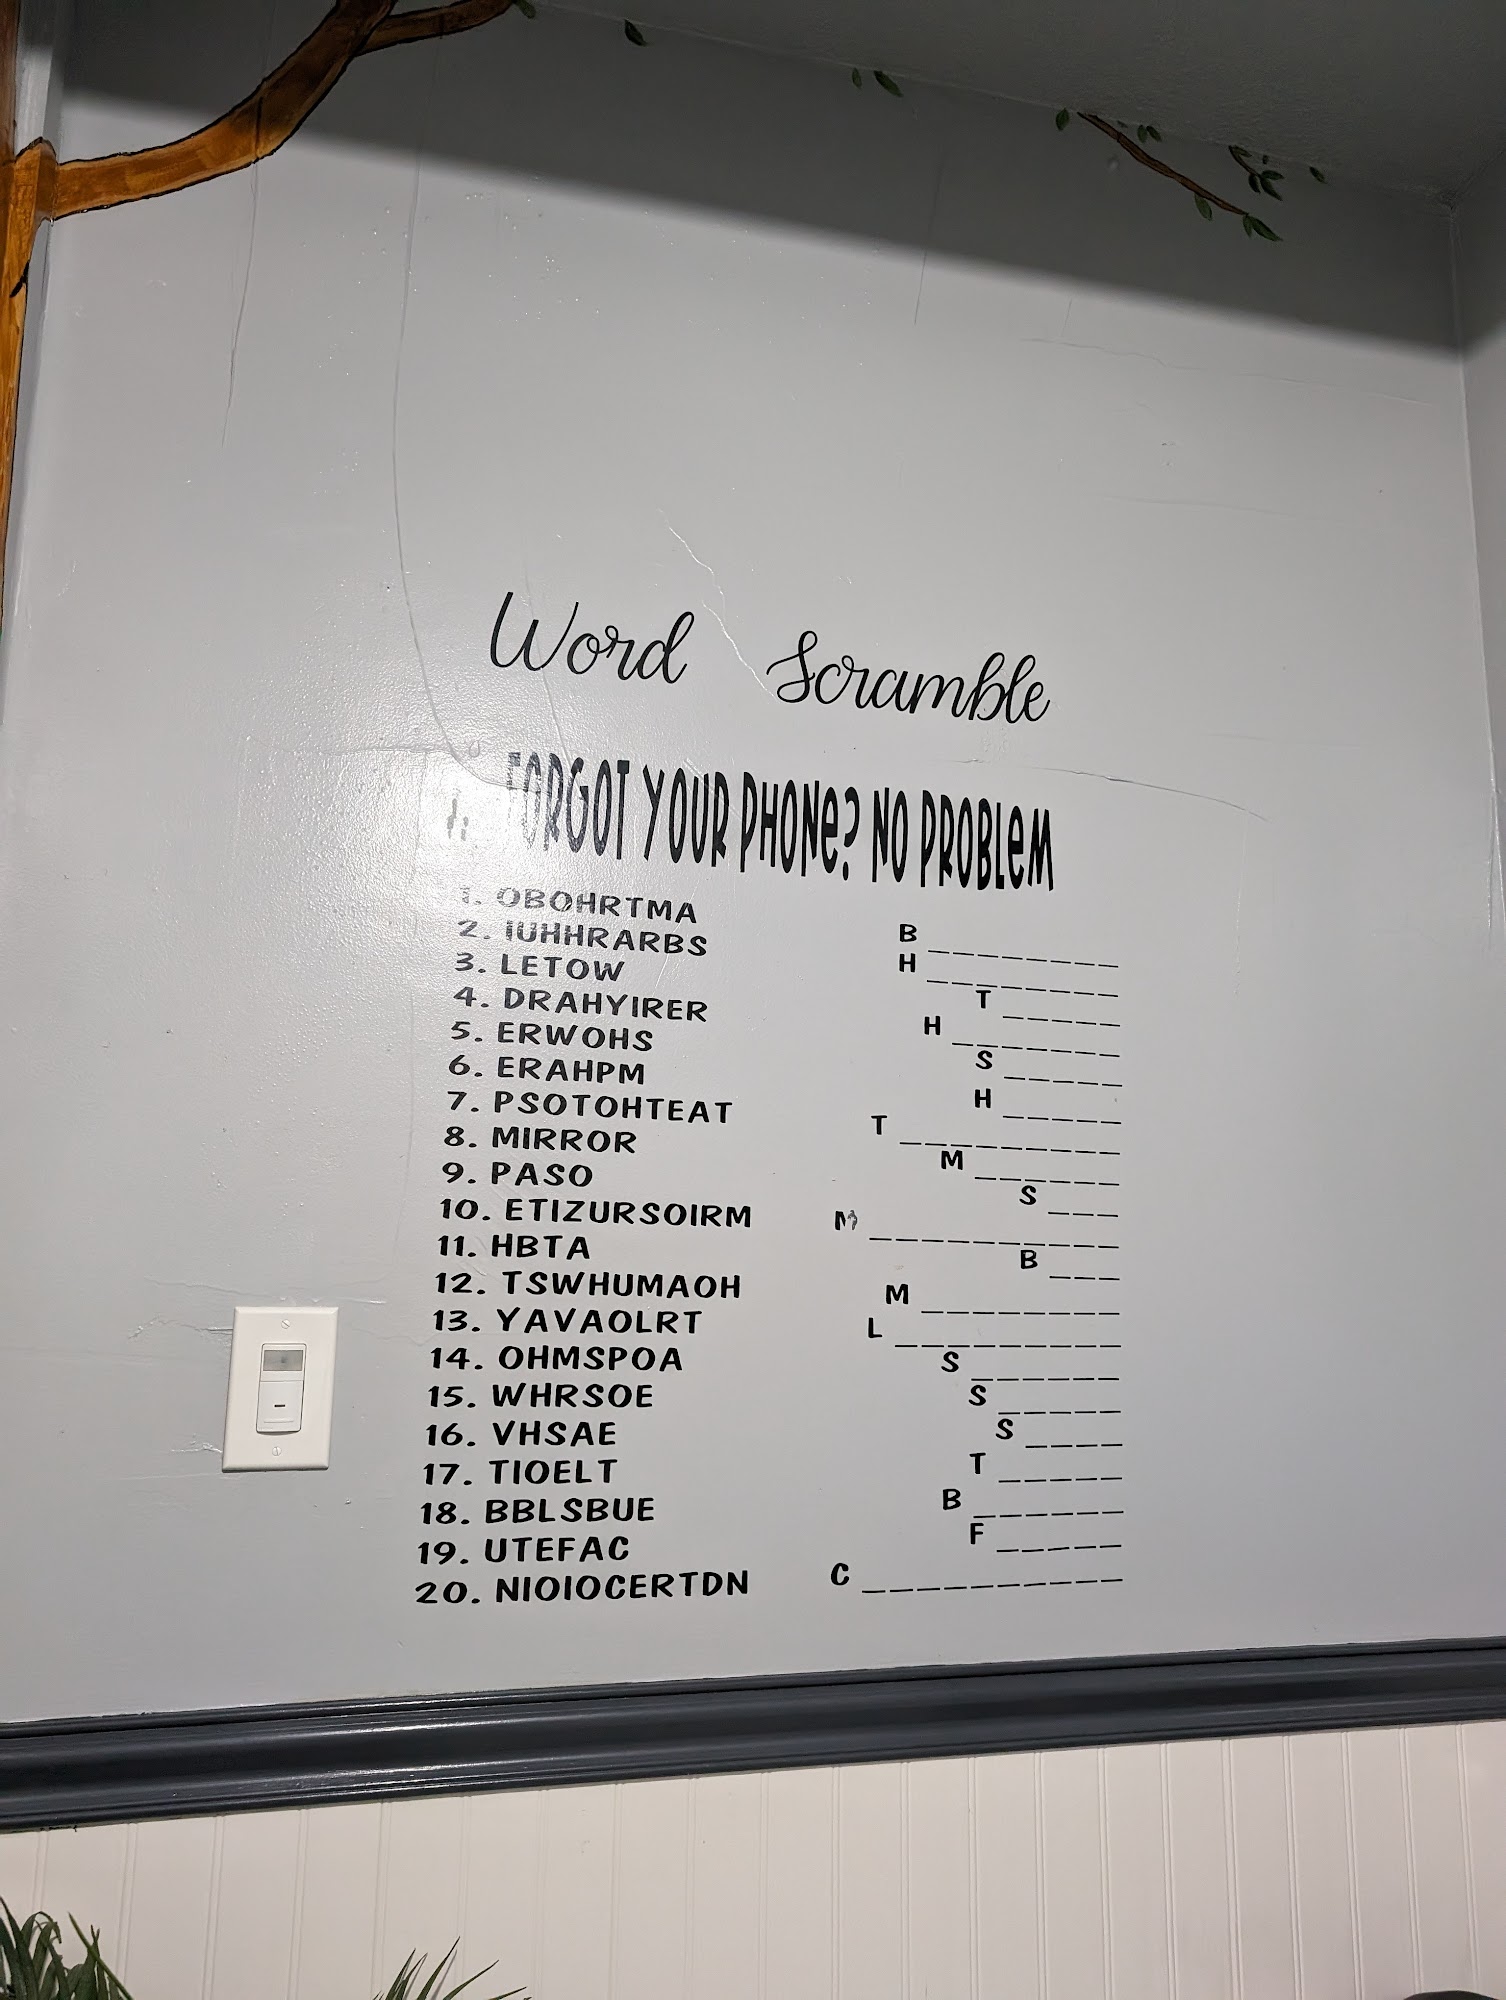 Word Scramble
FORGOT YOUR PHONE? NO PROBLEM
1. OBOHRTMA B _ _ _ _ _ _ _ _
2. IUHHRARBS H _ _ _ _ _ _ _ _
3. LETOW T _ _ _ _ _
4. DRAHYIRER H _ _ _ _ _ _ _
5. ERWOHS S _ _ _ _ _
6. ERAHPM H _ _ _ _ _
7. PSOTOHTEAT T _ _ _ _ _ _ _ _ _
8. MIRROR M _ _ _ _ _ _
9. PASO S _ _ _
10. ETIZURSOIRM M _ _ _ _ _ _ _ _ _ _
11. HBTA B _ _ _
12. TSWHUMAOH M _ _ _ _ _ _ _ _
13. YAVAOLRT L _ _ _ _ _ _ _ _ _
14. OHMSPOA S _ _ _ _ _ _
15. WHRSOE S _ _ _ _ _
16. VHSAE S _ _ _ _
17. TIOELT T _ _ _ _ _
18. BBLSBUE B _ _ _ _ _ _
19. UTEFAC F _ _ _ _ _
20. NIOIOCERTDN C _ _ _ _ _ _ _ _ _ _